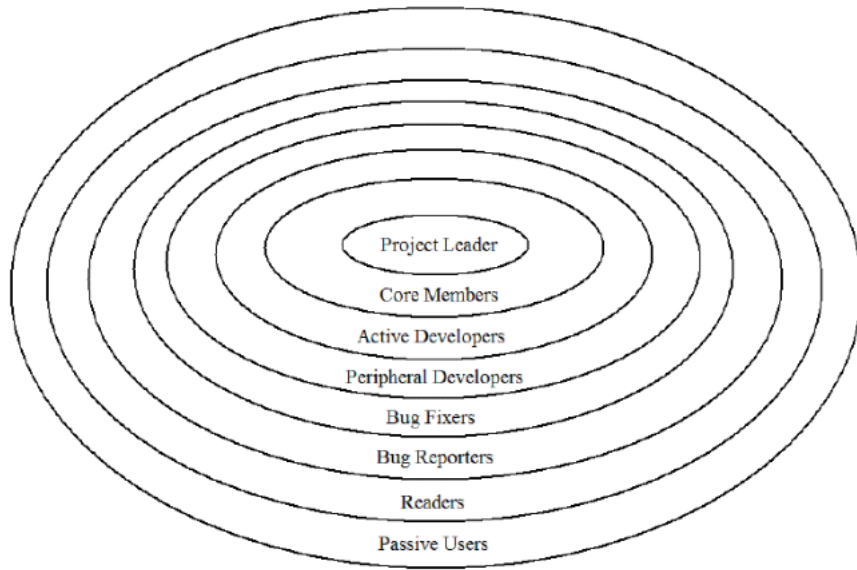 Project Leader
Core Members
Active Developers
Peripheral Developers
Bug Fixers
Bug Reporters
Readers
Passive Users